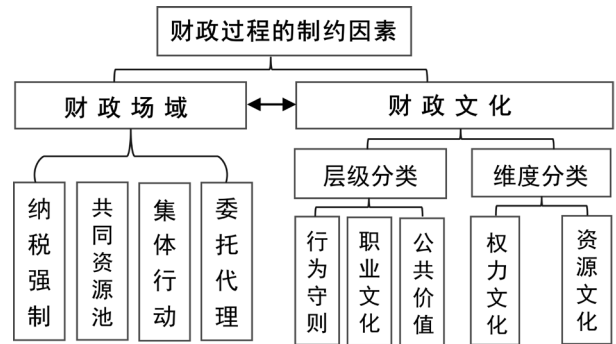 财政过程的制约因素
财政场域
财政文化
层级分类
维度分类
纳税强制
共同资源池
集体行动
委托代理
行为守则
职业文化
公共价值
权力文化
资源文化